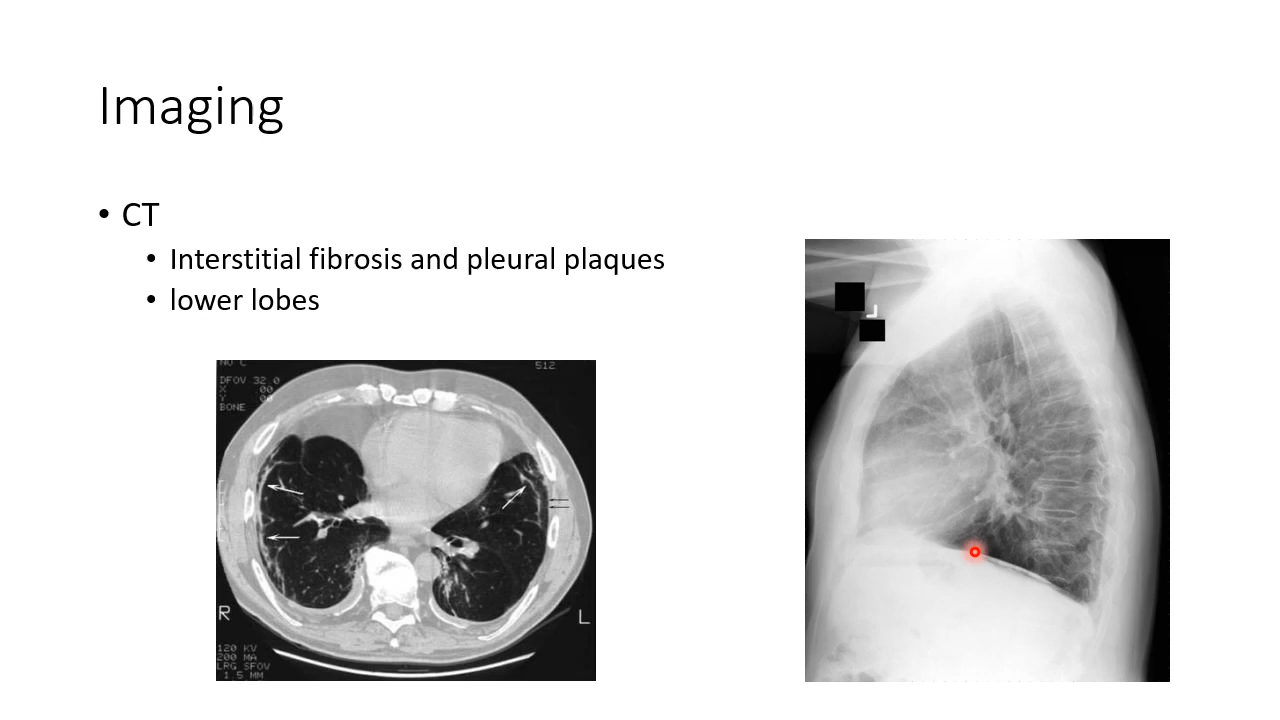 Imaging
• CT
• Interstitial fibrosis and pleural plaques
• lower lobes
512
DFOV 32.0
BONE
R
L
120 KV
200 MA
LRG SFOV
1.5 MM
L